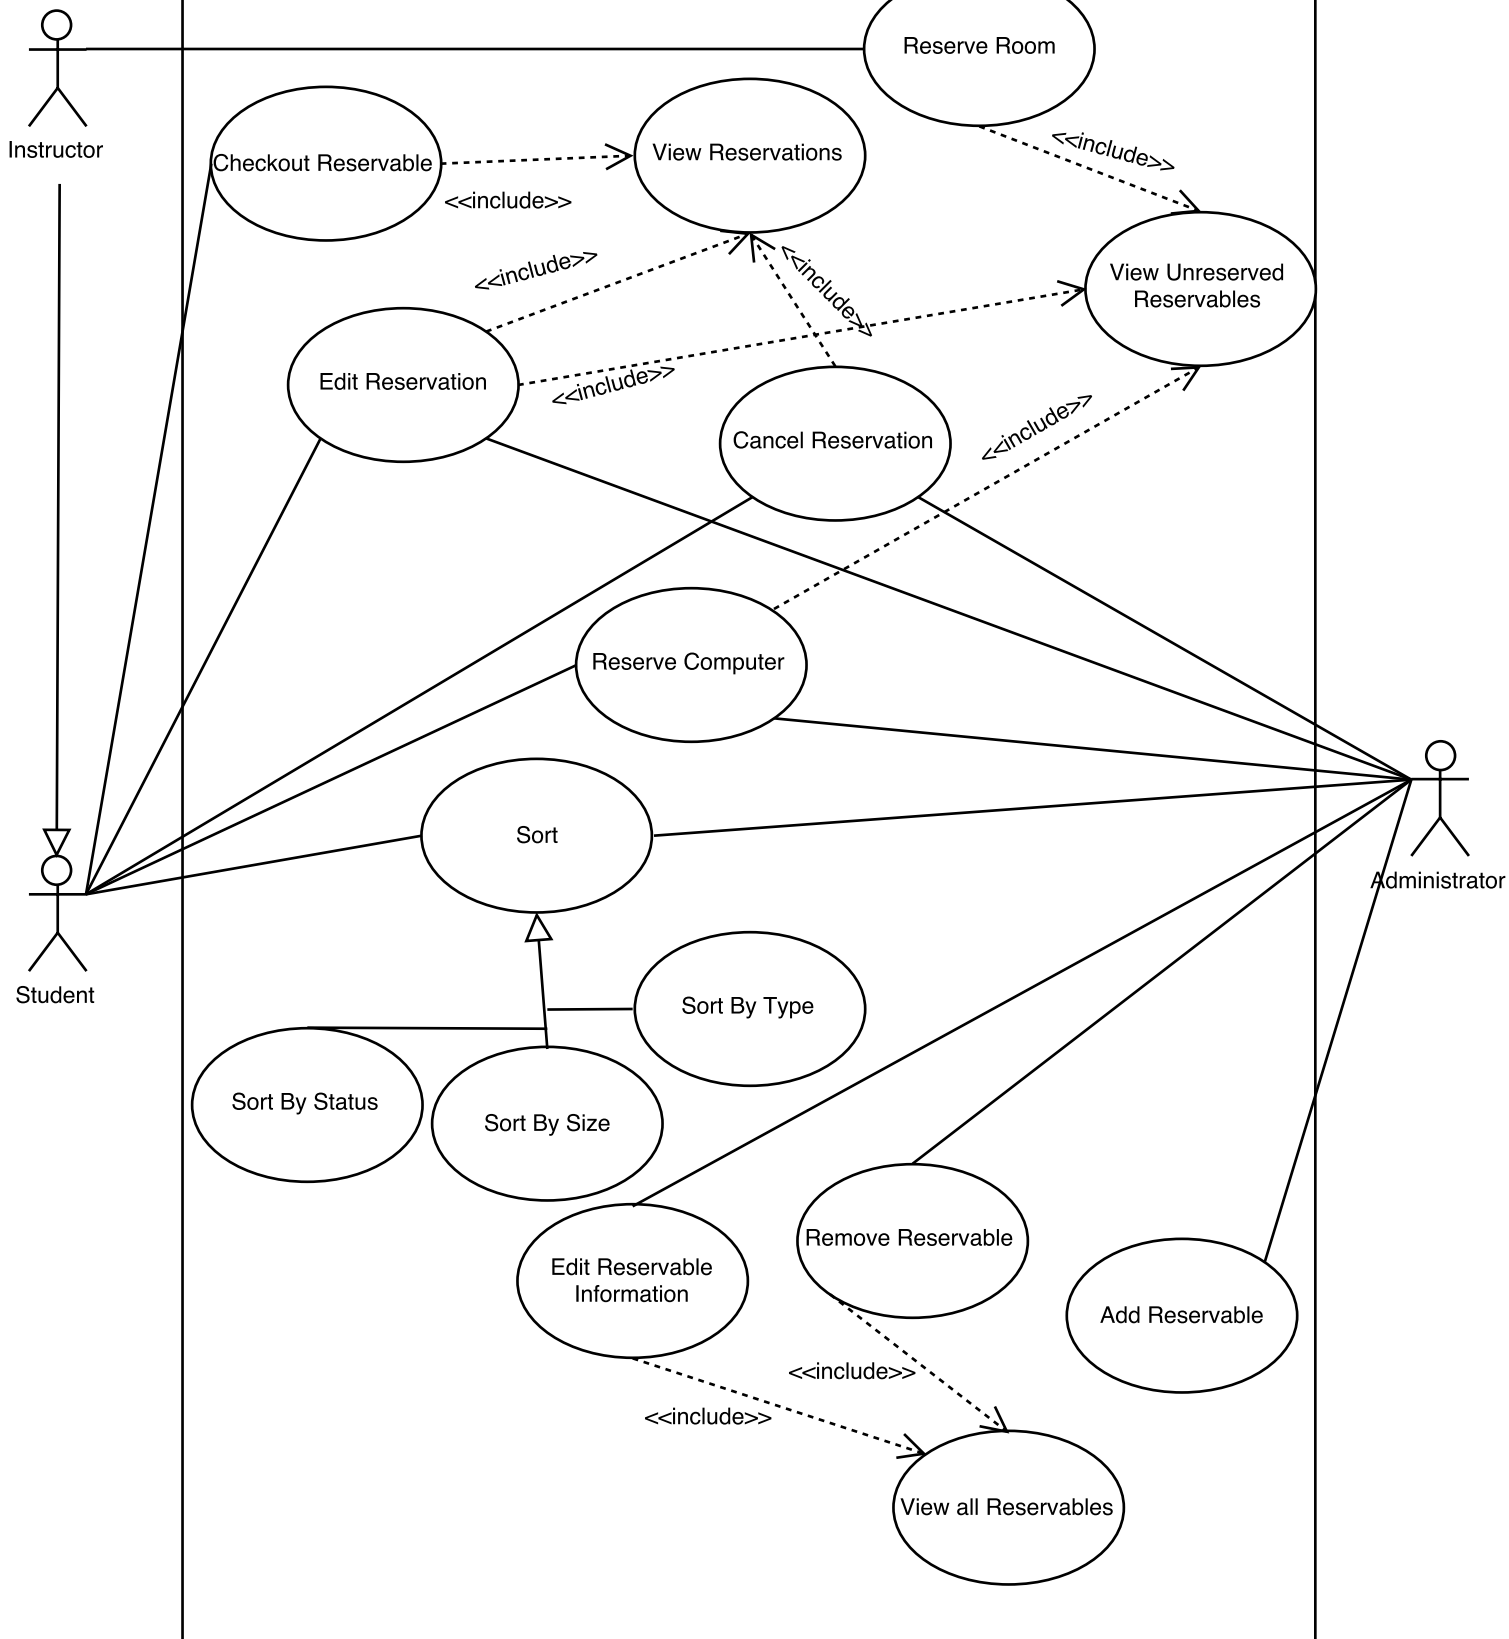 Reserve Room
Instructor
Checkout Reservable
View Reservations
<<include>>
<<include>>
<<include>>
<<include>>
View Unreserved
Reservables
Edit Reservation
<<include>>
Cancel Reservation
<<include>>
Reserve Computer
Sort
Administrator
Student
Sort By Type
Sort By Status
Sort By Size
Edit Reservable
Information
Remove Reservable
Add Reservable
<<include>>
<<include>>
View all Reservables